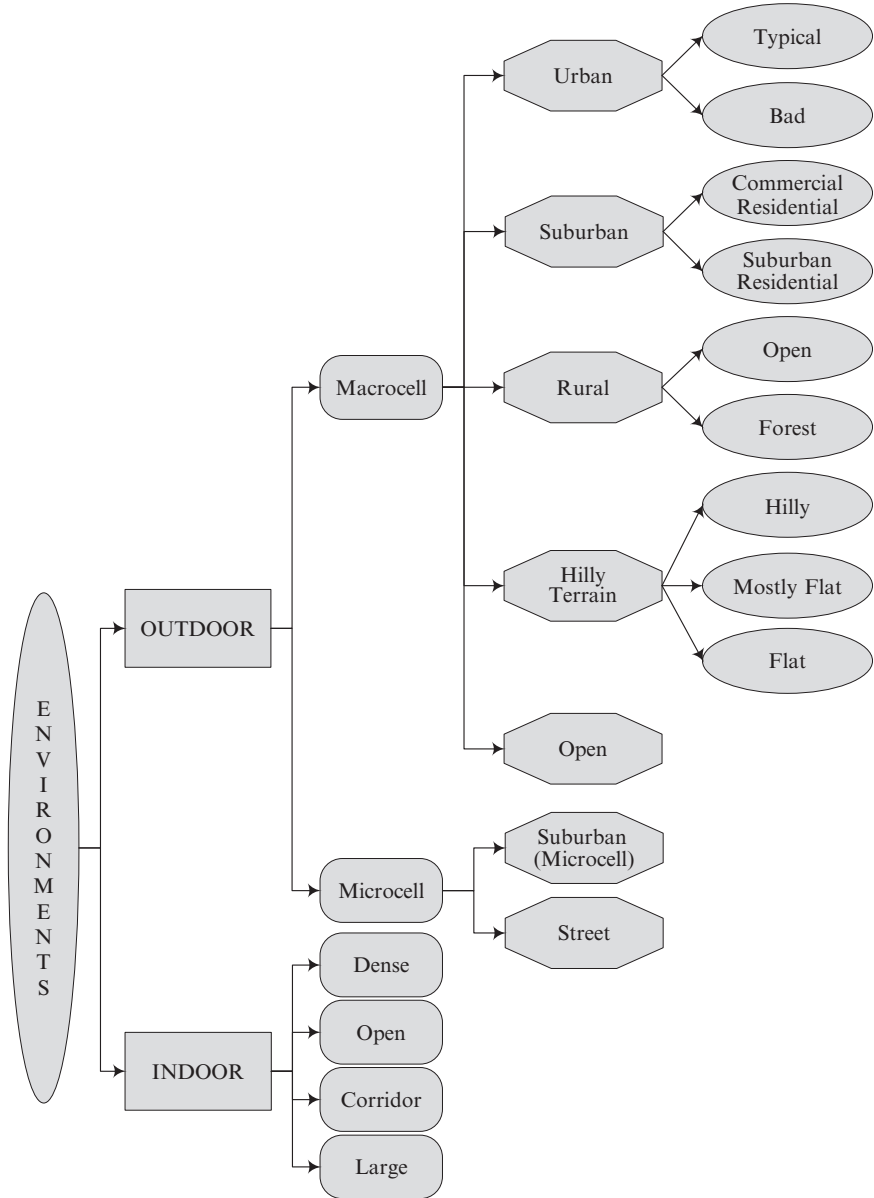 Typical
Urban
Bad
Commercial
Residential
Suburban
Suburban
Residential
Open
Macrocell
Rural
Forest
Hilly
Hilly
Terrain
Mostly Flat
OUTDOOR
Flat
ENVIRONMENTS
Open
Suburban
(Microcell)
Microcell
Street
Dense
Open
INDOOR
Corridor
Large